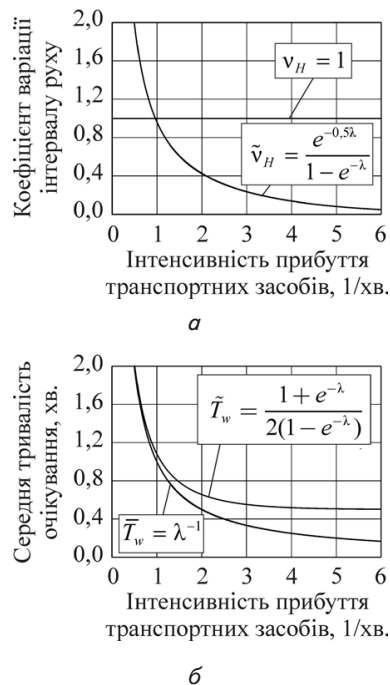 Коефіцієнт варіації
інтервалу руху
2,0
1,6
1,2
0,8
0,4
0,0
ν_H = 1
ν̃_H = e^{-0,5λ} / (1 − e^{-λ})
0 1 2 3 4 5 6
Інтенсивність прибуття
транспортних засобів, 1/хв.
а
Середня тривалість
очікування, хв.
2,0
1,6
1,2
0,8
0,4
0,0
T̃_w = (1 + e^{-λ}) / 2(1 − e^{-λ})
T̅_w = λ^{-1}
0 1 2 3 4 5 6
Інтенсивність прибуття
транспортних засобів, 1/хв.
б